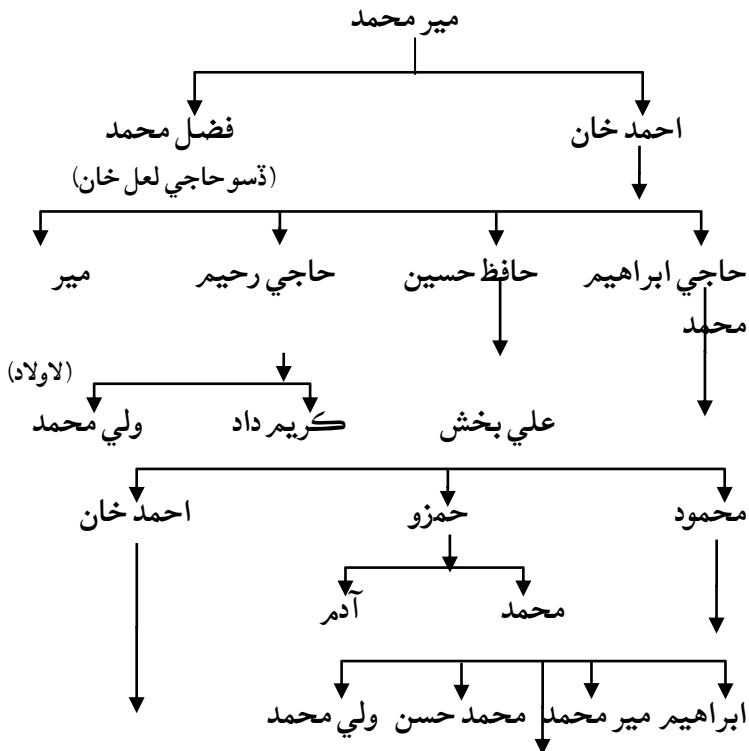 مير محمد
احمد خان فضل محمد
(ڏسو حاجي لعل خان)
حاجي ابراهيم حافظ حسين حاجي رحيم مير
محمد
(لاولاد)
علي بخش ڪريم داد ولي محمد
محمود حمزو احمد خان
محمد آدم
ابراهيم مير محمد محمد حسن ولي محمد